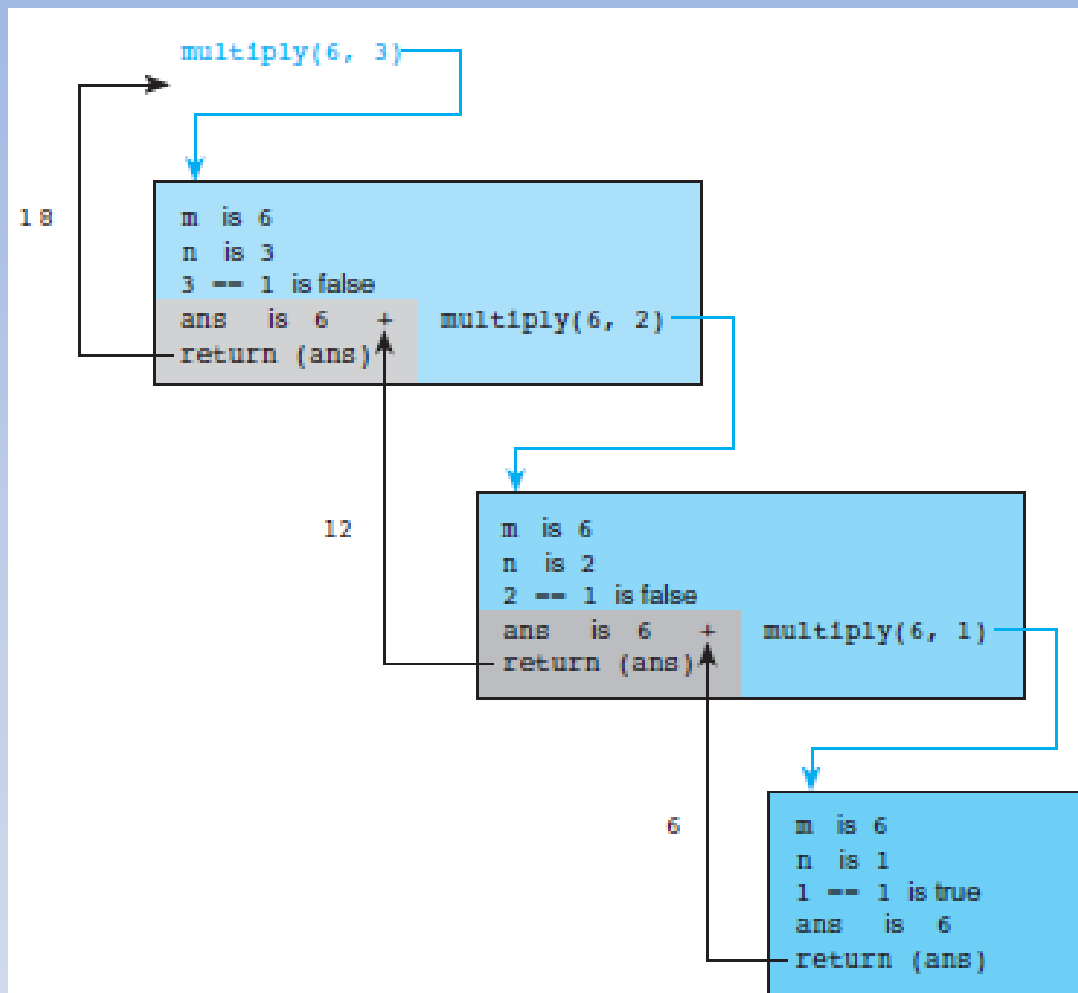 multiply(6, 3)
18
m is 6
n is 3
3 == 1 is false
ans is 6 + multiply(6, 2)
return (ans)
12
m is 6
n is 2
2 == 1 is false
ans is 6 + multiply(6, 1)
return (ans)
6
m is 6
n is 1
1 == 1 is true
ans is 6
return (ans)